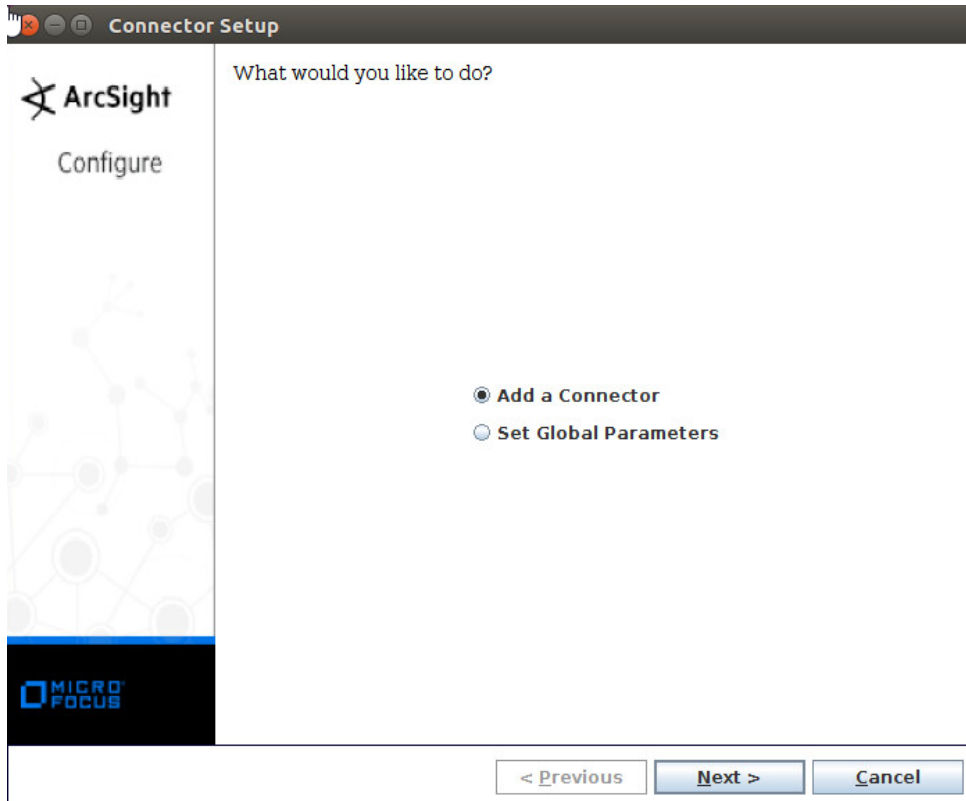 Connector Setup
ArcSight
Configure
What would you like to do?
Add a Connector
Set Global Parameters
MICRO
FOCUS
< Previous
Next >
Cancel